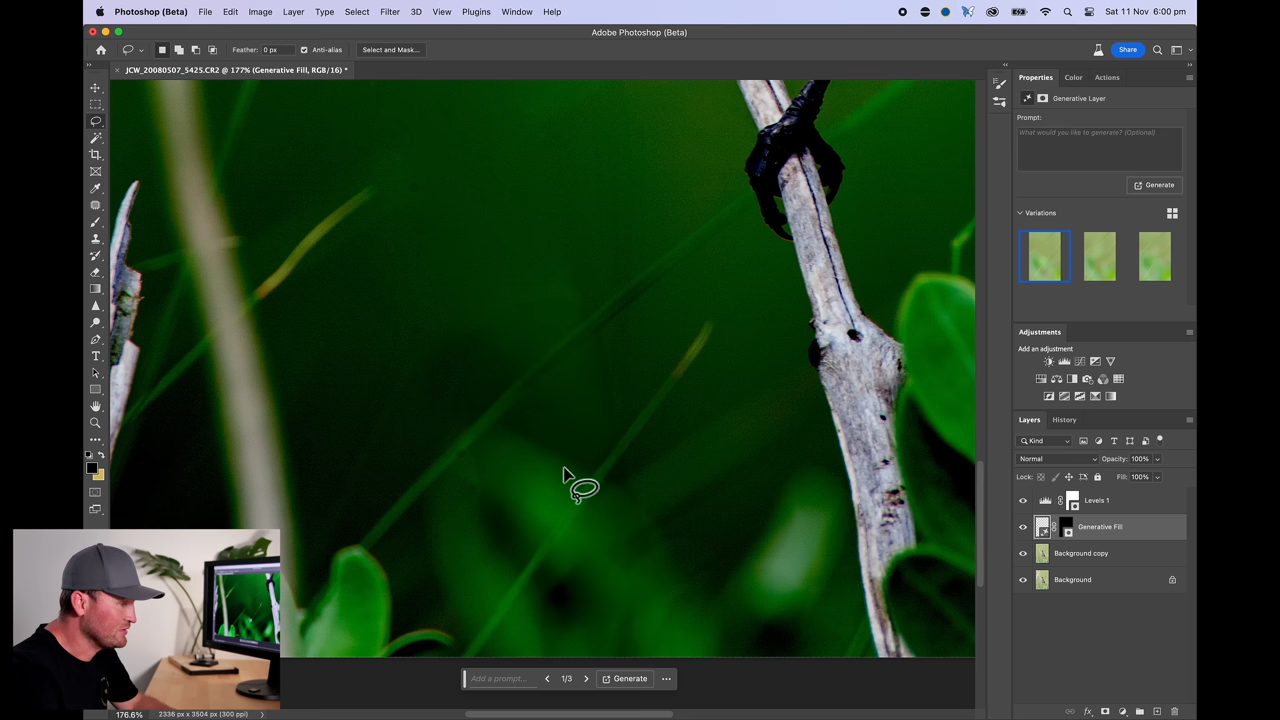 Photoshop (Beta) File Edit Image Layer Type Select Filter 3D View Plugins Window Help Sat 11 Nov 6:00 pm
Adobe Photoshop (Beta)
Feather: 0 px Anti-alias Select and Mask... Share
JCW_20080507_5425.CR2 @ 177% (Generative Fill, RGB/16) *
Properties Color Actions
Generative Layer
Prompt:
What would you like to generate? (Optional)
Generate
Variations
Adjustments
Add an adjustment
Layers History
Kind
Normal Opacity: 100%
Lock: Fill: 100%
Levels 1
Generative Fill
Background copy
Background
Add a prompt... 1/3 Generate
176.6% 2336 px x 3504 px (300 ppi)